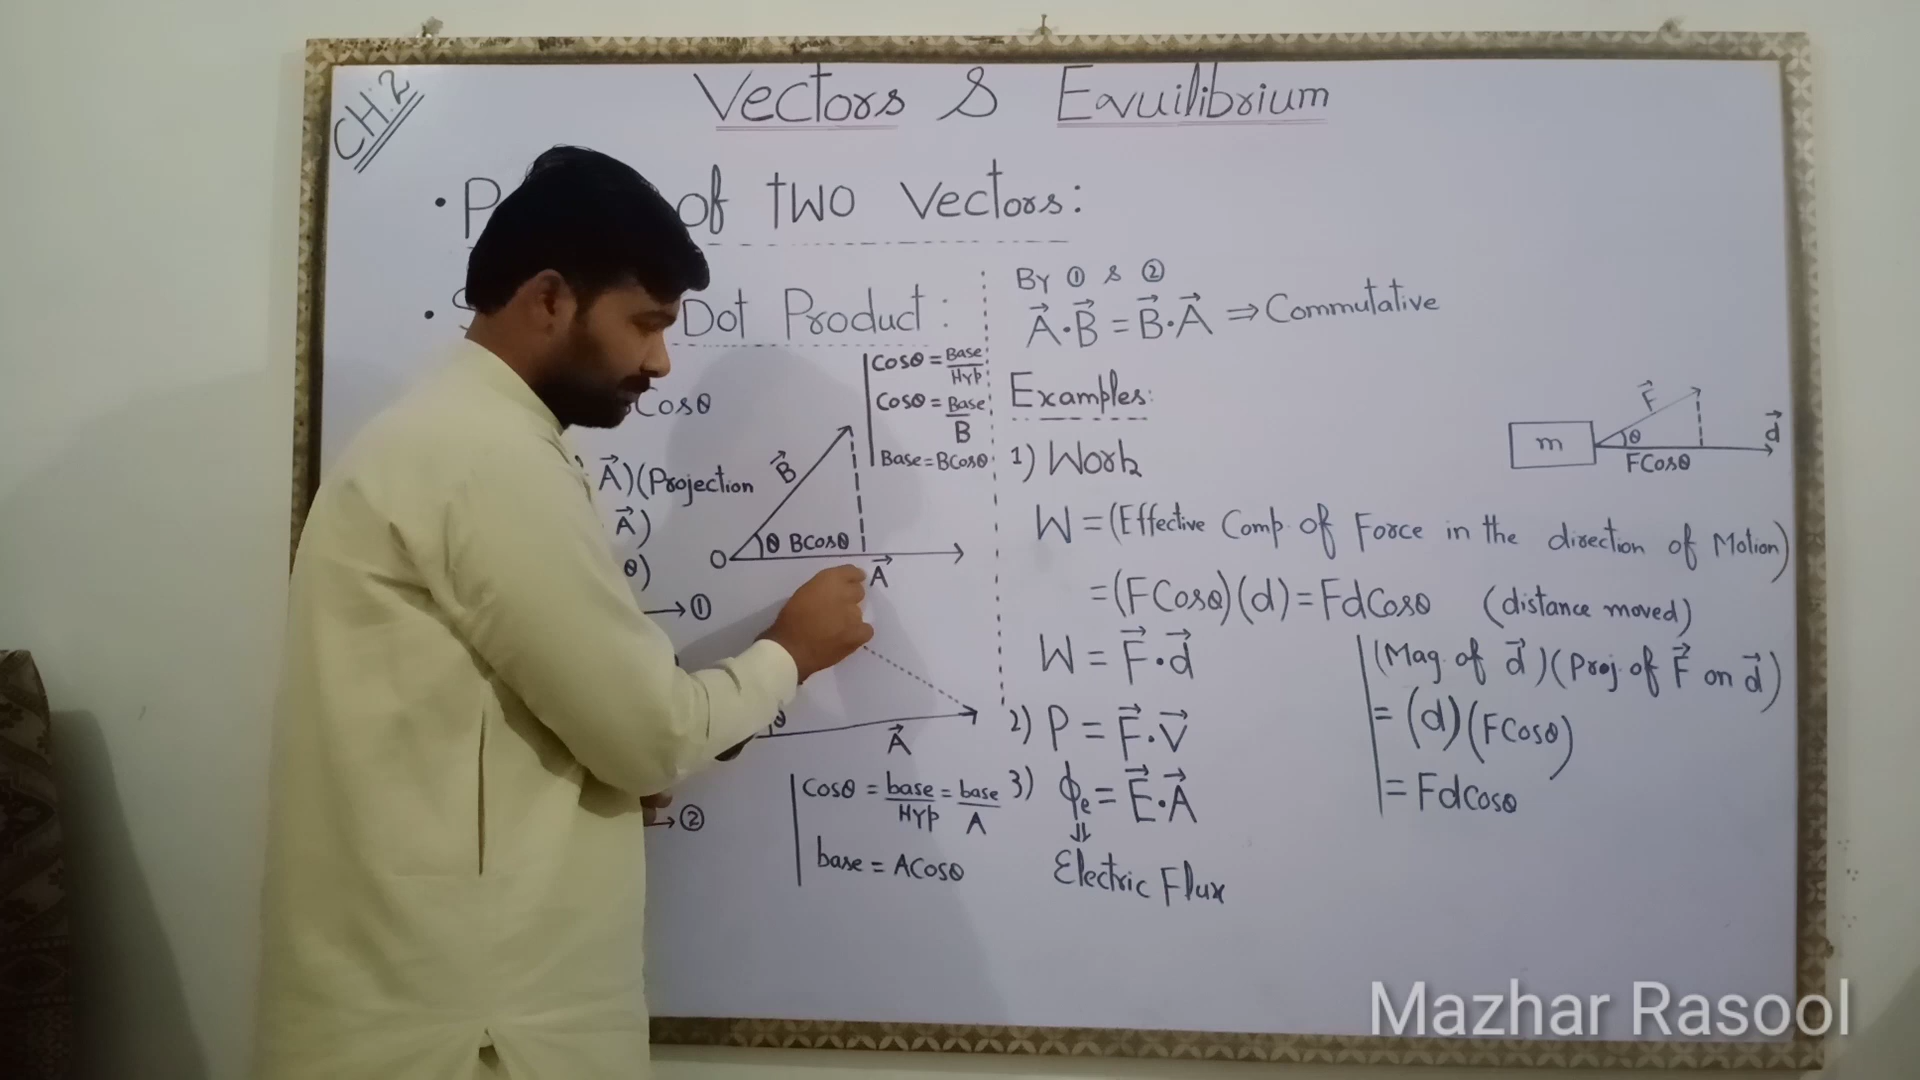 CH:2
Vectors & Equilibrium
of two Vectors:
Dot Product:
Cosθ
A)(Projection
A)
θ)
→①
Cosθ = Base/Hyp
Cosθ = Base/B
Base = BCosθ
B
O θ BCosθ
A
θ
A
→②
Cosθ = base/Hyp = base/A
base = ACosθ
By ① & ②
A⃗·B⃗ = B⃗·A⃗ ⇒ Commutative
Examples:
1) Work
W = (Effective Comp. of Force in the direction of Motion)
= (FCosθ)(d) = FdCosθ (distance moved)
W = F⃗·d⃗
2) P = F⃗·V⃗
3) ϕe = E⃗·A⃗
⇓
Electric Flux
m F⃗ θ d⃗
FCosθ
(Mag. of d⃗)(Proj. of F⃗ on d⃗)
= (d)(FCosθ)
= FdCosθ
Mazhar Rasool